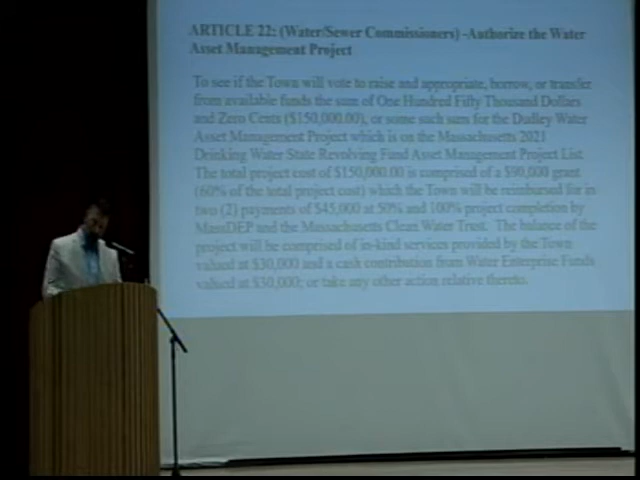 ARTICLE 22: (Water/Sewer Commissioners) -Authorize the Water
Asset Management Project
To see if the Town will vote to raise and appropriate, borrow, or transfer
from available funds the sum of One Hundred Fifty Thousand Dollars
and Zero Cents ($150,000.00), or some such sum for the Dudley Water
Asset Management Project which is on the Massachusetts 2021
Drinking Water State Revolving Fund Asset Management Project List.
The total project cost of $150,000.00 is comprised of a $90,000 grant
(60% of the total project cost) which the Town will be reimbursed for in
two (2) payments of $45,000 at 50% and 100% project completion by
MassDEP and the Massachusetts Clean Water Trust. The balance of the
project will be comprised of in-kind services provided by the Town
valued at $30,000 and a cash contribution from Water Enterprise Funds
valued at $30,000; or take any other action relative thereto.